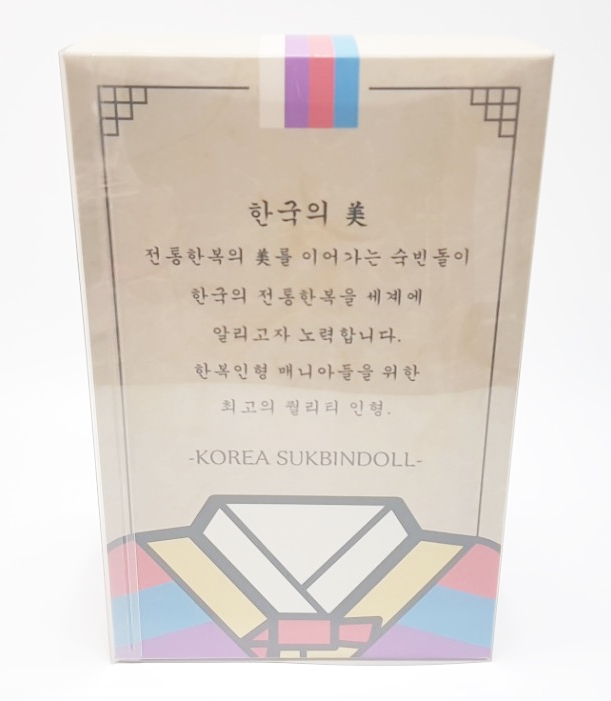 한국의 美
전통한복의 美를 이어가는 숙빈돌이
한국의 전통한복을 세계에
알리고자 노력합니다.
한복인형 매니아들을 위한
최고의 퀄리티 인형.
-KOREA SUKBINDOLL-